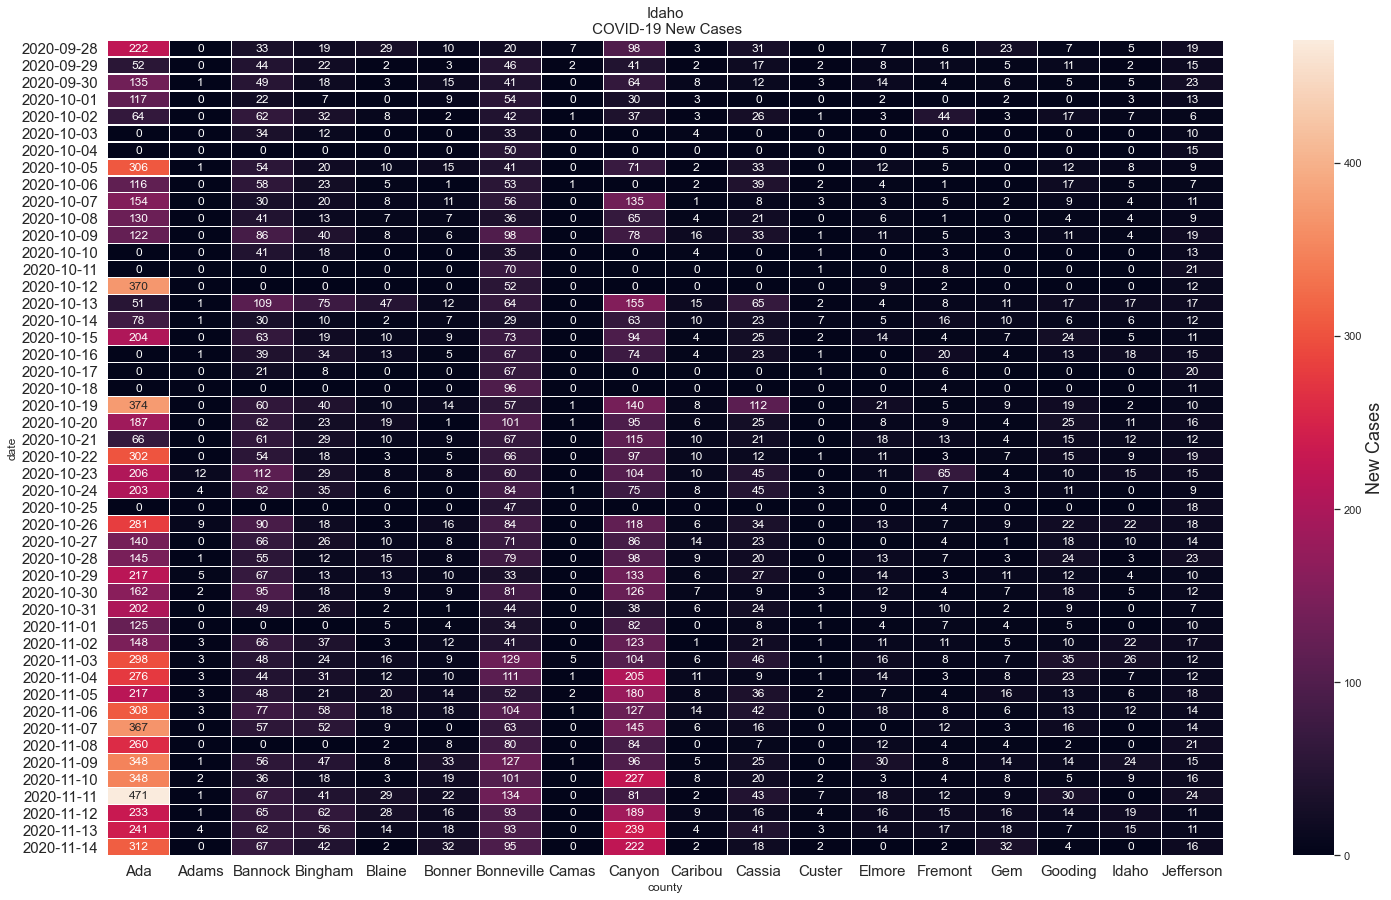 Idaho
COVID-19 New Cases
2020-09-28 222 0 33 19 29 10 20 7 98 3 31 0 7 6 23 7 5 19
2020-09-29 52 0 44 22 2 3 46 2 41 2 17 2 8 11 5 11 2 15
2020-09-30 135 1 49 18 3 15 41 0 64 8 12 3 14 4 6 5 5 23
2020-10-01 117 0 22 7 0 9 54 0 30 3 0 0 2 0 2 0 3 13
2020-10-02 64 0 62 32 8 2 42 1 37 3 26 1 3 44 3 17 7 6
2020-10-03 0 0 34 12 0 0 33 0 0 4 0 0 0 0 0 0 0 10
2020-10-04 0 0 0 0 0 0 50 0 0 0 0 0 0 5 0 0 0 15
2020-10-05 306 1 54 20 10 15 41 0 71 2 33 0 12 5 0 12 8 9
2020-10-06 116 0 58 23 5 1 53 1 0 2 39 2 4 1 0 17 5 7
2020-10-07 154 0 30 20 8 11 56 0 135 1 8 3 3 5 2 9 4 11
2020-10-08 130 0 41 13 7 7 36 0 65 4 21 0 6 1 0 4 4 9
2020-10-09 122 0 86 40 8 6 98 0 78 16 33 1 11 5 3 11 4 19
2020-10-10 0 0 41 18 0 0 35 0 0 4 0 1 0 3 0 0 0 13
2020-10-11 0 0 0 0 0 0 70 0 0 0 0 1 0 8 0 0 0 21
2020-10-12 370 0 0 0 0 0 52 0 0 0 0 0 9 2 0 0 0 12
2020-10-13 51 1 109 75 47 12 64 0 155 15 65 2 4 8 11 17 17 17
2020-10-14 78 1 30 10 2 7 29 0 63 10 23 7 5 16 10 6 6 12
2020-10-15 204 0 63 19 10 9 73 0 94 4 25 2 14 4 7 24 5 11
2020-10-16 0 1 39 34 13 5 67 0 74 4 23 1 0 20 4 13 18 15
2020-10-17 0 0 21 8 0 0 67 0 0 0 0 1 0 6 0 0 0 20
2020-10-18 0 0 0 0 0 0 96 0 0 0 0 0 0 4 0 0 0 11
2020-10-19 374 0 60 40 10 14 57 1 140 8 112 0 21 5 9 19 2 10
2020-10-20 187 0 62 23 19 1 101 1 95 6 25 0 8 9 4 25 11 16
2020-10-21 66 0 61 29 10 9 67 0 115 10 21 0 18 13 4 15 12 12
2020-10-22 302 0 54 18 3 5 66 0 97 10 12 1 11 3 7 15 9 19
2020-10-23 206 12 112 29 8 8 60 0 104 10 45 0 11 65 4 10 15 15
2020-10-24 203 4 82 35 6 0 84 1 75 8 45 3 0 7 3 11 0 9
2020-10-25 0 0 0 0 0 0 47 0 0 0 0 0 0 4 0 0 0 18
2020-10-26 281 9 90 18 3 16 84 0 118 6 34 0 13 7 9 22 22 18
2020-10-27 140 0 66 26 10 8 71 0 86 14 23 0 0 4 1 18 10 14
2020-10-28 145 1 55 12 15 8 79 0 98 9 20 0 13 7 3 24 3 23
2020-10-29 217 5 67 13 13 10 33 0 133 6 27 0 14 3 11 12 4 10
2020-10-30 162 2 95 18 9 9 81 0 126 7 9 3 12 4 7 18 5 12
2020-10-31 202 0 49 26 2 1 44 0 38 6 24 1 9 10 2 9 0 7
2020-11-01 125 0 0 0 5 4 34 0 82 0 8 1 4 7 4 5 0 10
2020-11-02 148 3 66 37 3 12 41 0 123 1 21 1 11 11 5 10 22 17
2020-11-03 298 3 48 24 16 9 129 5 104 6 46 1 16 8 7 35 26 12
2020-11-04 276 3 44 31 12 10 111 1 205 11 9 1 14 3 8 23 7 12
2020-11-05 217 3 48 21 20 14 52 2 180 8 36 2 7 4 16 13 6 18
2020-11-06 308 3 77 58 18 18 104 1 127 14 42 0 18 8 6 13 12 14
2020-11-07 367 0 57 52 9 0 63 0 145 6 16 0 0 12 3 16 0 14
2020-11-08 260 0 0 0 2 8 80 0 84 0 7 0 12 4 4 2 0 21
2020-11-09 348 1 56 47 8 33 127 1 96 5 25 0 30 8 14 14 24 15
2020-11-10 348 2 36 18 3 19 101 0 227 8 20 2 3 4 8 5 9 16
2020-11-11 471 1 67 41 29 22 134 0 81 2 43 7 18 12 9 30 0 24
2020-11-12 233 1 65 62 28 16 93 0 189 9 16 4 16 15 16 14 19 11
2020-11-13 241 4 62 56 14 18 93 0 239 4 41 3 14 17 18 7 15 11
2020-11-14 312 0 67 42 2 32 95 0 222 2 18 2 0 2 32 4 0 16
Ada Adams Bannock Bingham Blaine Bonner Bonneville Camas Canyon Caribou Cassia Custer Elmore Fremont Gem Gooding Idaho Jefferson
county
date
400
300
200
100
0
New Cases